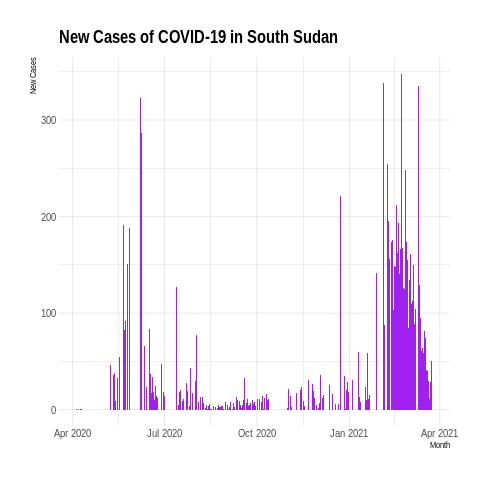 New Cases of COVID-19 in South Sudan
New Cases
300
200
100
0
Apr 2020 Jul 2020 Oct 2020 Jan 2021 Apr 2021
Month